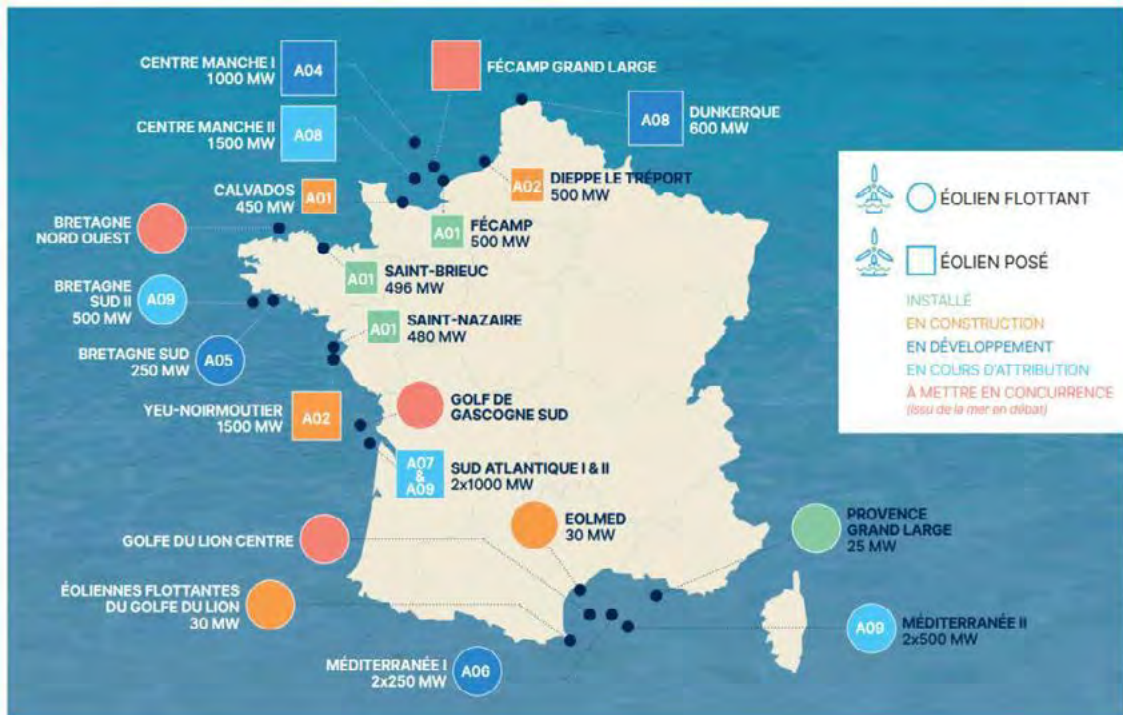 CENTRE MANCHE I
1000 MW
A04
FÉCAMP GRAND LARGE
CENTRE MANCHE II
1500 MW
A08
A08
DUNKERQUE
600 MW
CALVADOS
450 MW
A01
A02
DIEPPE LE TRÉPORT
500 MW
BRETAGNE
NORD OUEST
A01
FÉCAMP
500 MW
A01
SAINT-BRIEUC
496 MW
BRETAGNE
SUD II
500 MW
A09
A01
SAINT-NAZAIRE
480 MW
BRETAGNE SUD
250 MW
A05
YEU-NOIRMOUTIER
1500 MW
A02
GOLF DE
GASCOGNE SUD
A07
&
A09
SUD ATLANTIQUE I & II
2x1000 MW
EOLMED
30 MW
PROVENCE
GRAND LARGE
25 MW
GOLFE DU LION CENTRE
ÉOLIENNES FLOTTANTES
DU GOLFE DU LION
30 MW
A09
MÉDITERRANÉE II
2x500 MW
MÉDITERRANÉE I
2x250 MW
A06
ÉOLIEN FLOTTANT
ÉOLIEN POSÉ
INSTALLÉ
EN CONSTRUCTION
EN DÉVELOPPEMENT
EN COURS D'ATTRIBUTION
À METTRE EN CONCURRENCE
(issu de la mer en débat)